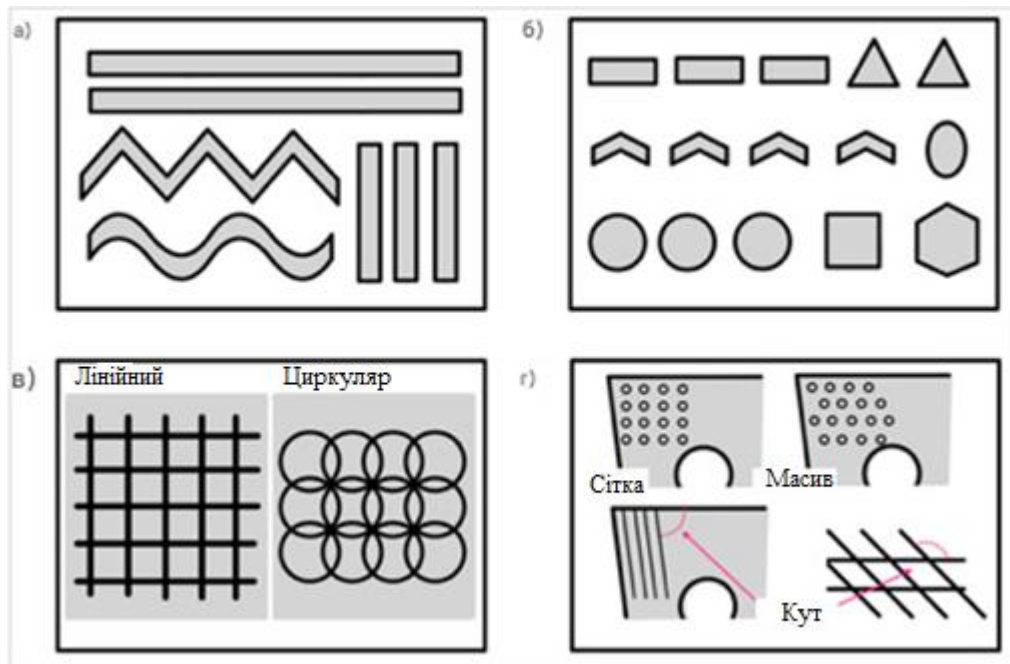 а)
б)
в)
Лінійний
Циркуляр
г)
Сітка
Масив
Кут